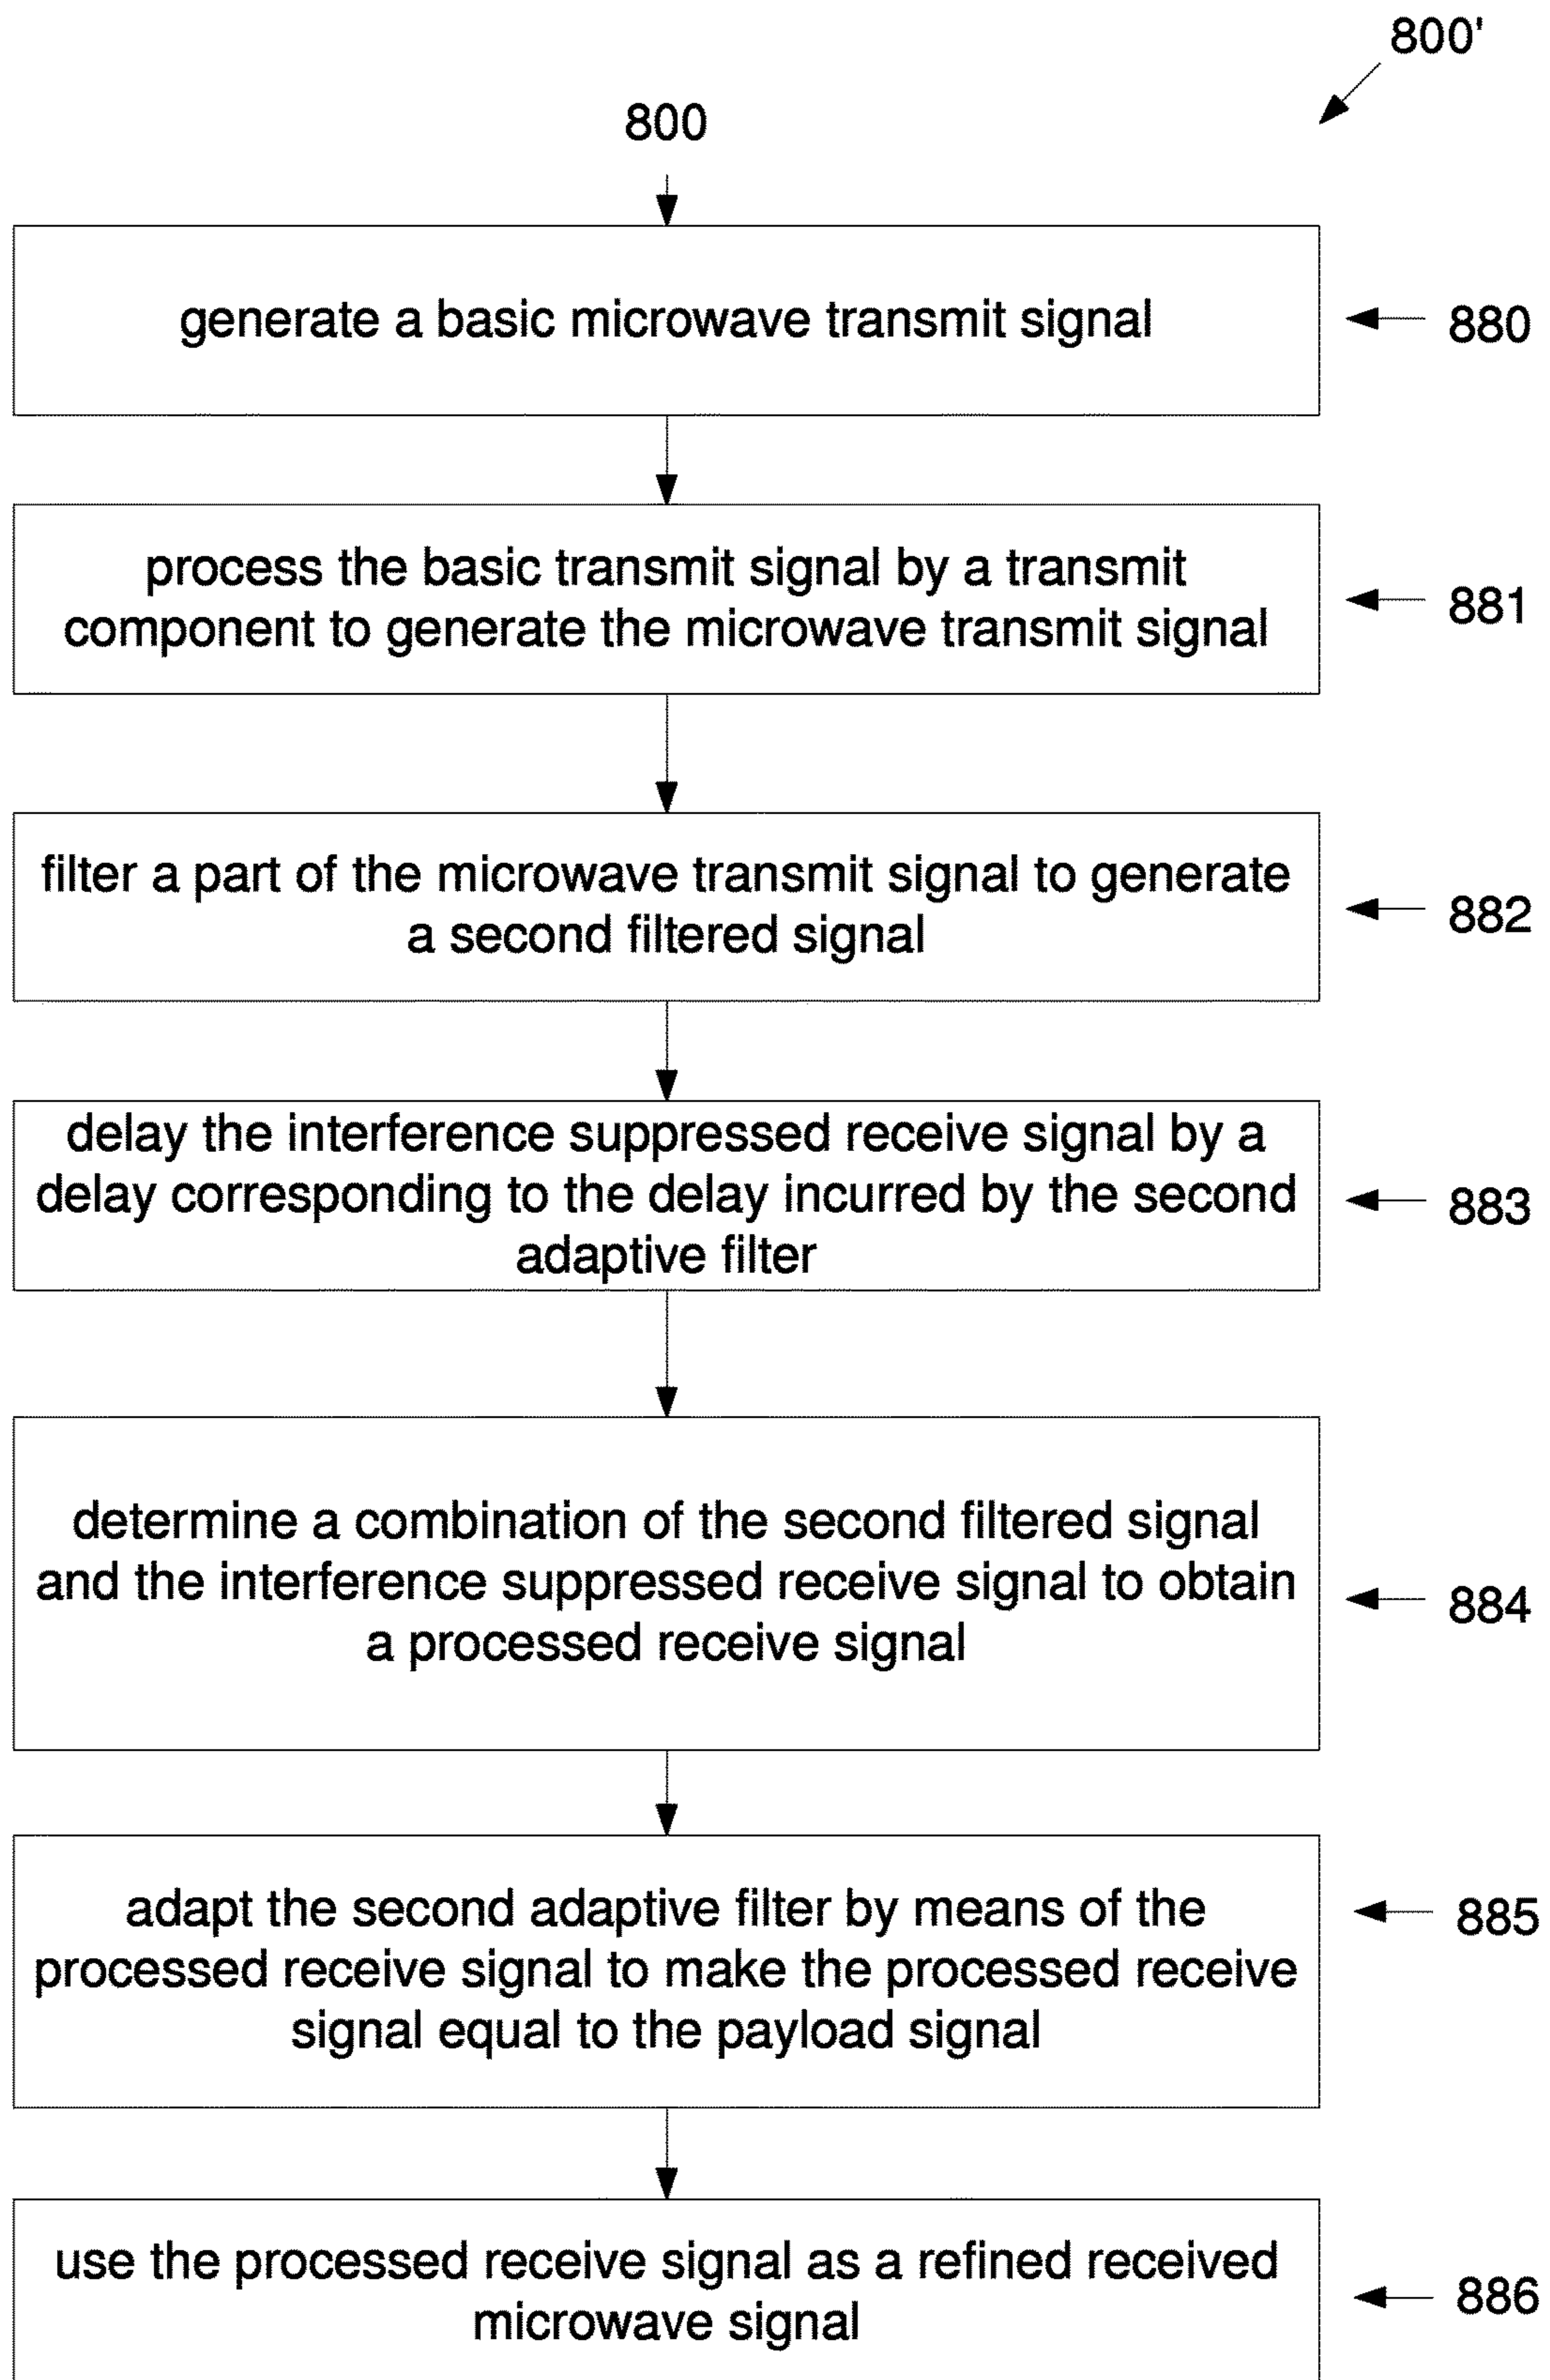 800'
800
generate a basic microwave transmit signal
880
process the basic transmit signal by a transmit
component to generate the microwave transmit signal
881
filter a part of the microwave transmit signal to generate
a second filtered signal
882
delay the interference suppressed receive signal by a
delay corresponding to the delay incurred by the second
adaptive filter
883
determine a combination of the second filtered signal
and the interference suppressed receive signal to obtain
a processed receive signal
884
adapt the second adaptive filter by means of the
processed receive signal to make the processed receive
signal equal to the payload signal
885
use the processed receive signal as a refined received
microwave signal
886